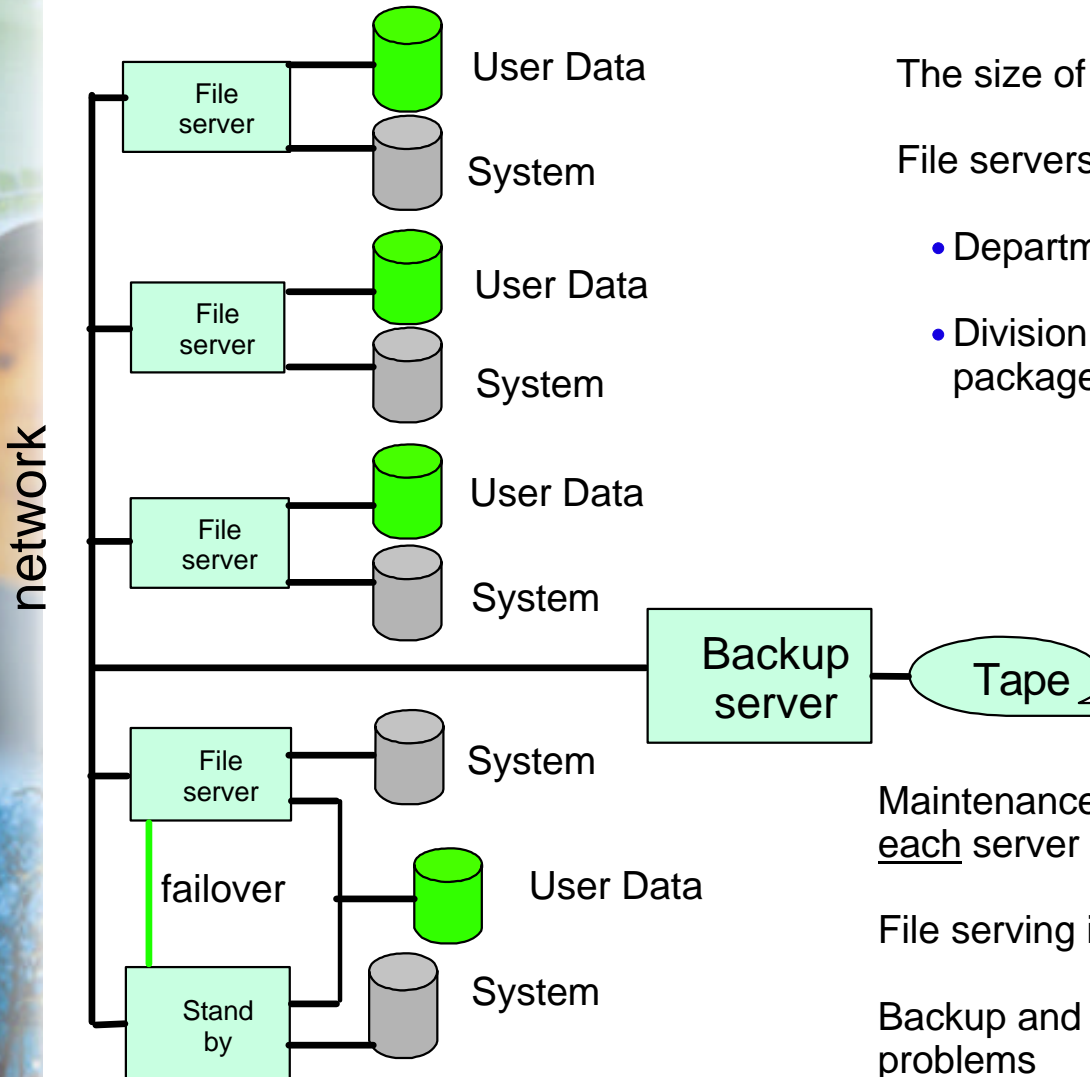 network
File
server
User Data
System
File
server
User Data
System
File
server
User Data
System
Backup
server
Tape
File
server
System
failover
User Data
Stand
by
System
The size of
File servers
• Departm
• Division
package
Maintenance
each server
File serving i
Backup and
problems